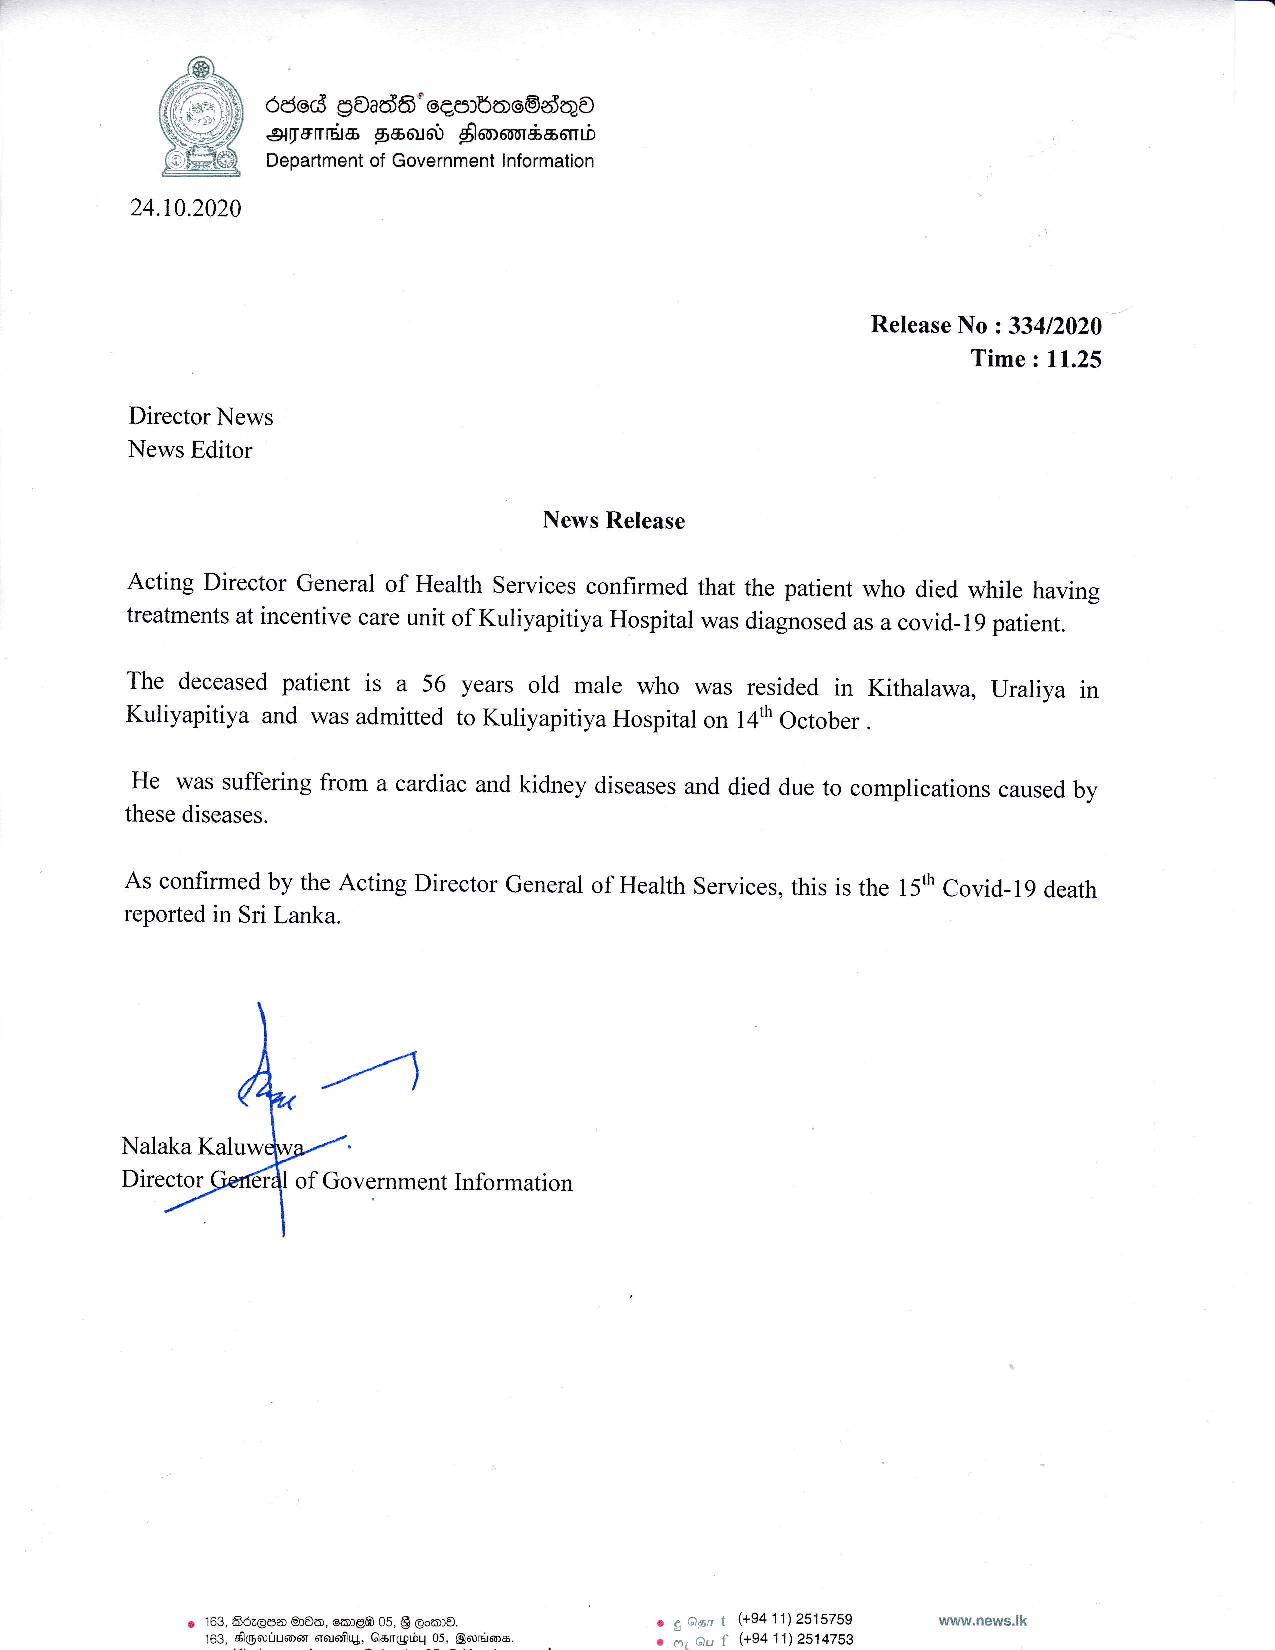 රජයේ ප්‍රවෘත්ති දෙපාර්තමේන්තුව
அரசாங்க தகவல் திணைக்களம்
Department of Government Information
24.10.2020
Release No : 334/2020
Time : 11.25
Director News
News Editor
News Release
Acting Director General of Health Services confirmed that the patient who died while having
treatments at incentive care unit of Kuliyapitiya Hospital was diagnosed as a covid-19 patient.
The deceased patient is a 56 years old male who was resided in Kithalawa, Uraliya in
Kuliyapitiya and was admitted to Kuliyapitiya Hospital on 14th October .
He was suffering from a cardiac and kidney diseases and died due to complications caused by
these diseases.
As confirmed by the Acting Director General of Health Services, this is the 15th Covid-19 death
reported in Sri Lanka.
Nalaka Kaluwewa
Director General of Government Information
163, කිරුලපන මාවත, කොළඹ 05, ශ්‍රී ලංකාව.
163, கிருலப்பனை எவனியூ, கொழும்பு 05, இலங்கை.
දු தொ t (+94 11) 2515759
ෆැ பெ f (+94 11) 2514753
www.news.lk